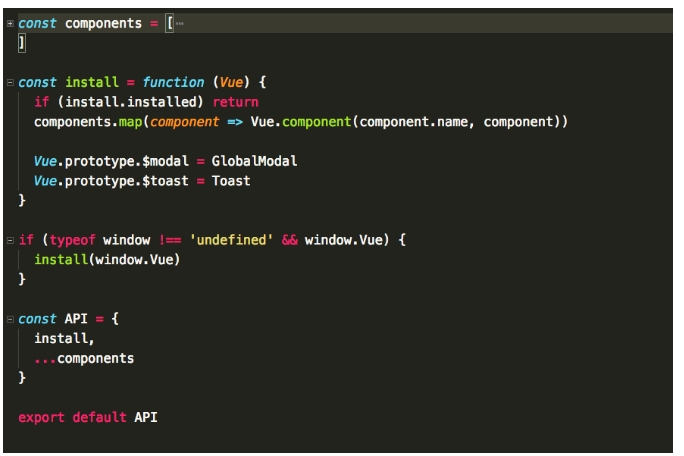 const components = [⋯
]
const install = function (Vue) {
if (install.installed) return
components.map(component => Vue.component(component.name, component))
Vue.prototype.$modal = GlobalModal
Vue.prototype.$toast = Toast
}
if (typeof window !== 'undefined' && window.Vue) {
install(window.Vue)
}
const API = {
install,
...components
}
export default API